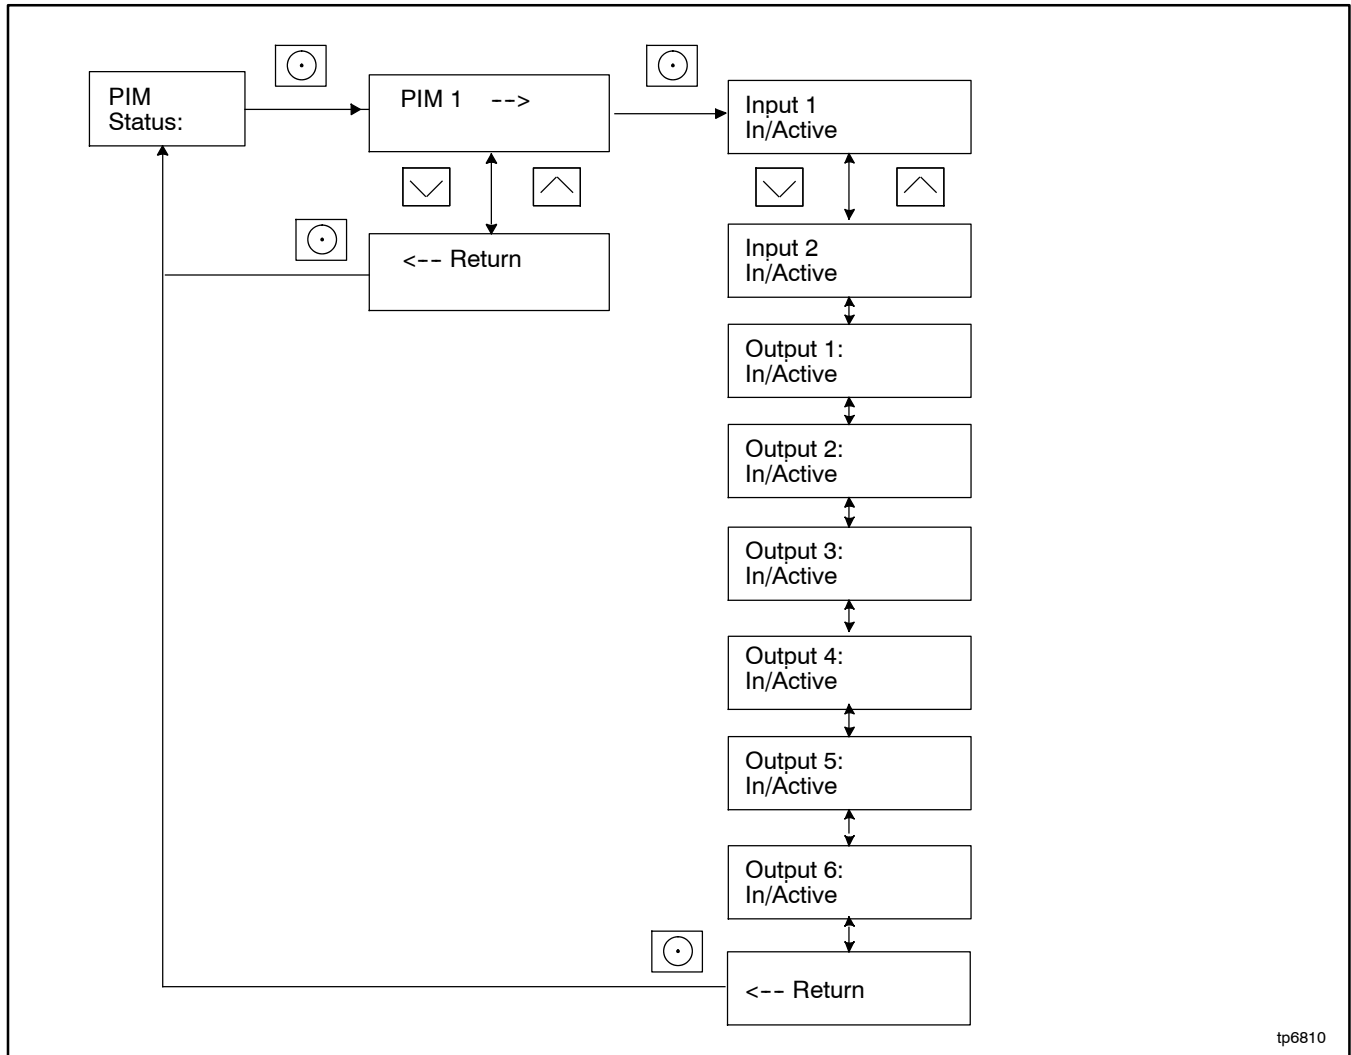 PIM
Status:
PIM 1 -->
Input 1
In/Active
<-- Return
Input 2
In/Active
Output 1:
In/Active
Output 2:
In/Active
Output 3:
In/Active
Output 4:
In/Active
Output 5:
In/Active
Output 6:
In/Active
<-- Return
tp6810